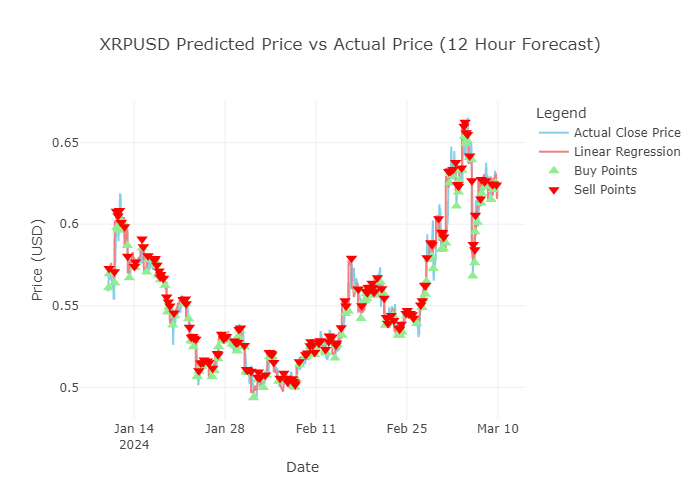 XRPUSD Predicted Price vs Actual Price (12 Hour Forecast)
Legend
Actual Close Price
Linear Regression
Buy Points
Sell Points
Price (USD)
0.65
0.6
0.55
0.5
Jan 14
2024
Jan 28
Feb 11
Feb 25
Mar 10
Date